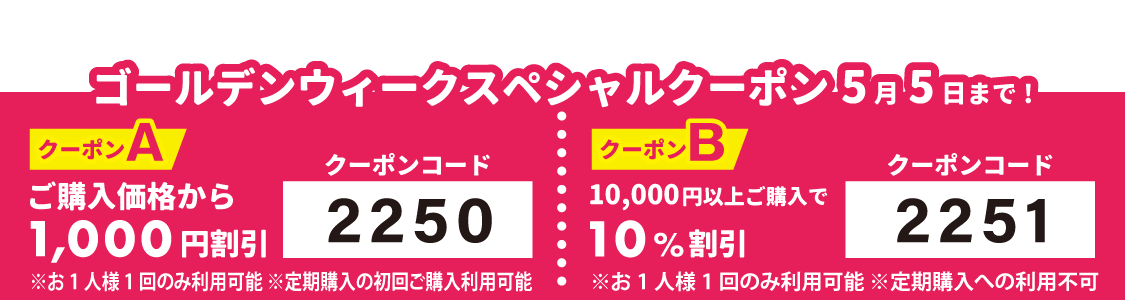 ゴールデンウィークスペシャルクーポン5月5日まで！
クーポンA
ご購入価格から
1,000円割引
クーポンコード
2250
※お1人様1回のみ利用可能 ※定期購入の初回ご購入利用可能
クーポンB
10,000円以上ご購入で
10%割引
クーポンコード
2251
※お1人様1回のみ利用可能 ※定期購入への利用不可